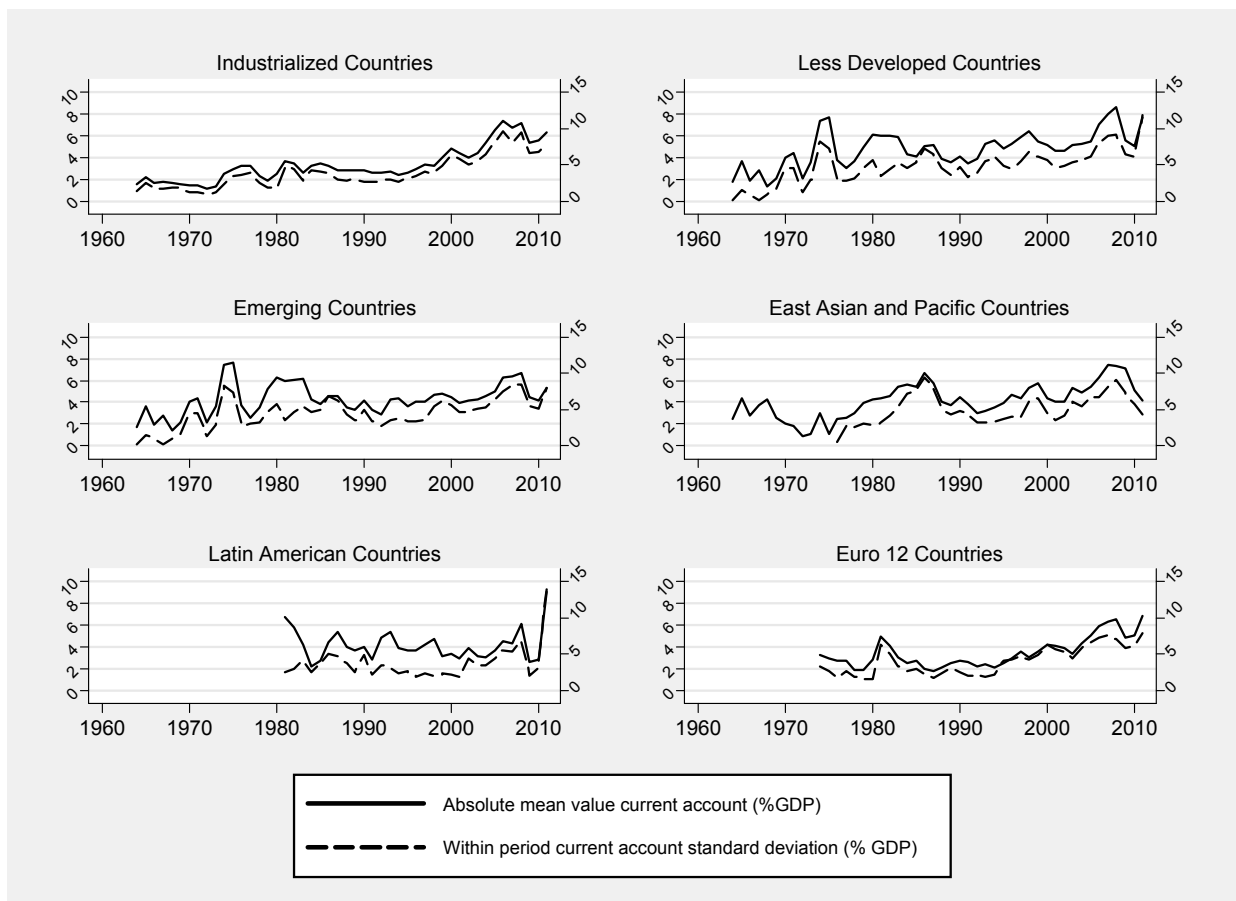 Industrialized Countries
0 2 4 6 8 10
0 5 10 15
1960 1970 1980 1990 2000 2010
Less Developed Countries
0 2 4 6 8 10
0 5 10 15
1960 1970 1980 1990 2000 2010
Emerging Countries
0 2 4 6 8 10
0 5 10 15
1960 1970 1980 1990 2000 2010
East Asian and Pacific Countries
0 2 4 6 8 10
0 5 10 15
1960 1970 1980 1990 2000 2010
Latin American Countries
0 2 4 6 8 10
0 5 10 15
1960 1970 1980 1990 2000 2010
Euro 12 Countries
0 2 4 6 8 10
0 5 10 15
1960 1970 1980 1990 2000 2010
Absolute mean value current account (%GDP)
Within period current account standard deviation (% GDP)